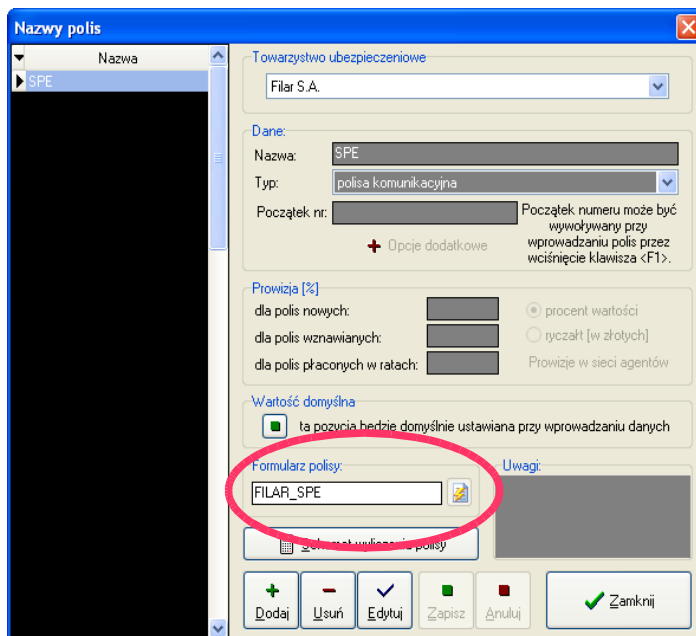 Nazwy polis
Nazwa
SPE
Towarzystwo ubezpieczeniowe
Filar S.A.
Dane:
Nazwa: SPE
Typ: polisa komunikacyjna
Początek nr:
Początek numeru może być
wywoływany przy
wprowadzaniu polis przez
wciśnięcie klawisza <F1>.
Opcje dodatkowe
Prowizja [%]
dla polis nowych:
dla polis wznawianych:
dla polis płaconych w ratach:
procent wartości
ryczałt [w złotych]
Prowizje w sieci agentów
Wartość domyślna
ta pozycja będzie domyślnie ustawiana przy wprowadzaniu danych
Formularz polisy:
FILAR_SPE
Uwagi:
polisy
Dodaj
Usuń
Edytuj
Zapisz
Anuluj
Zamknij